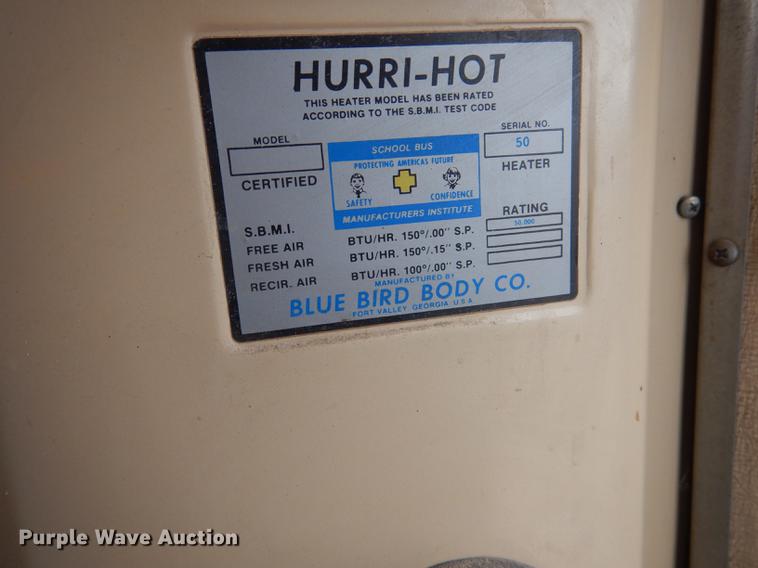 HURRI-HOT
THIS HEATER MODEL HAS BEEN RATED
ACCORDING TO THE S.B.M.I. TEST CODE
MODEL
CERTIFIED
SCHOOL BUS
PROTECTING AMERICAS FUTURE
SAFETY
CONFIDENCE
MANUFACTURERS INSTITUTE
SERIAL NO.
50
HEATER
RATING
S.B.M.I.
FREE AIR BTU/HR. 150°/.00" S.P. 50,000
FRESH AIR BTU/HR. 150°/.15" S.P.
RECIR. AIR BTU/HR. 100°/.00" S.P.
MANUFACTURED BY
BLUE BIRD BODY CO.
FORT VALLEY, GEORGIA U.S.A.
Purple Wave Auction